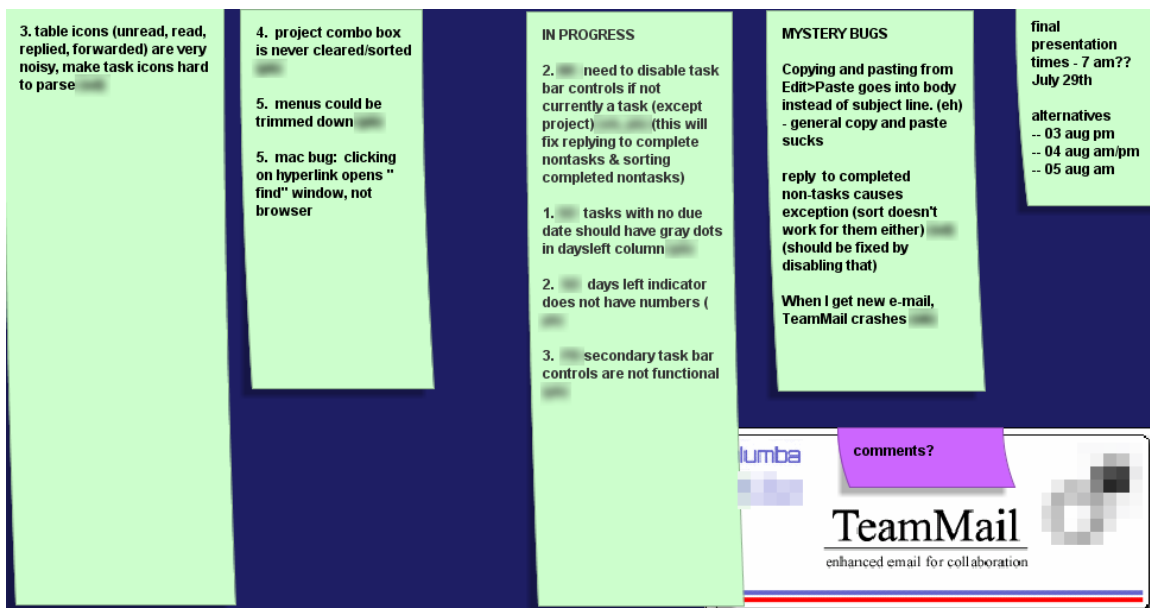 3. table icons (unread, read,
replied, forwarded) are very
noisy, make task icons hard
to parse
4. project combo box
is never cleared/sorted
5. menus could be
trimmed down
5. mac bug: clicking
on hyperlink opens "
find" window, not
browser
IN PROGRESS
2. need to disable task
bar controls if not
currently a task (except
project) (this will
fix replying to complete
nontasks & sorting
completed nontasks)
1. tasks with no due
date should have gray dots
in daysleft column
2. days left indicator
does not have numbers (
3. secondary task bar
controls are not functional
MYSTERY BUGS
Copying and pasting from
Edit>Paste goes into body
instead of subject line. (eh)
- general copy and paste
sucks
reply to completed
non-tasks causes
exception (sort doesn't
work for them either)
(should be fixed by
disabling that)
When I get new e-mail,
TeamMail crashes
final
presentation
times - 7 am??
July 29th
alternatives
-- 03 aug pm
-- 04 aug am/pm
-- 05 aug am
lumba
comments?
TeamMail
enhanced email for collaboration